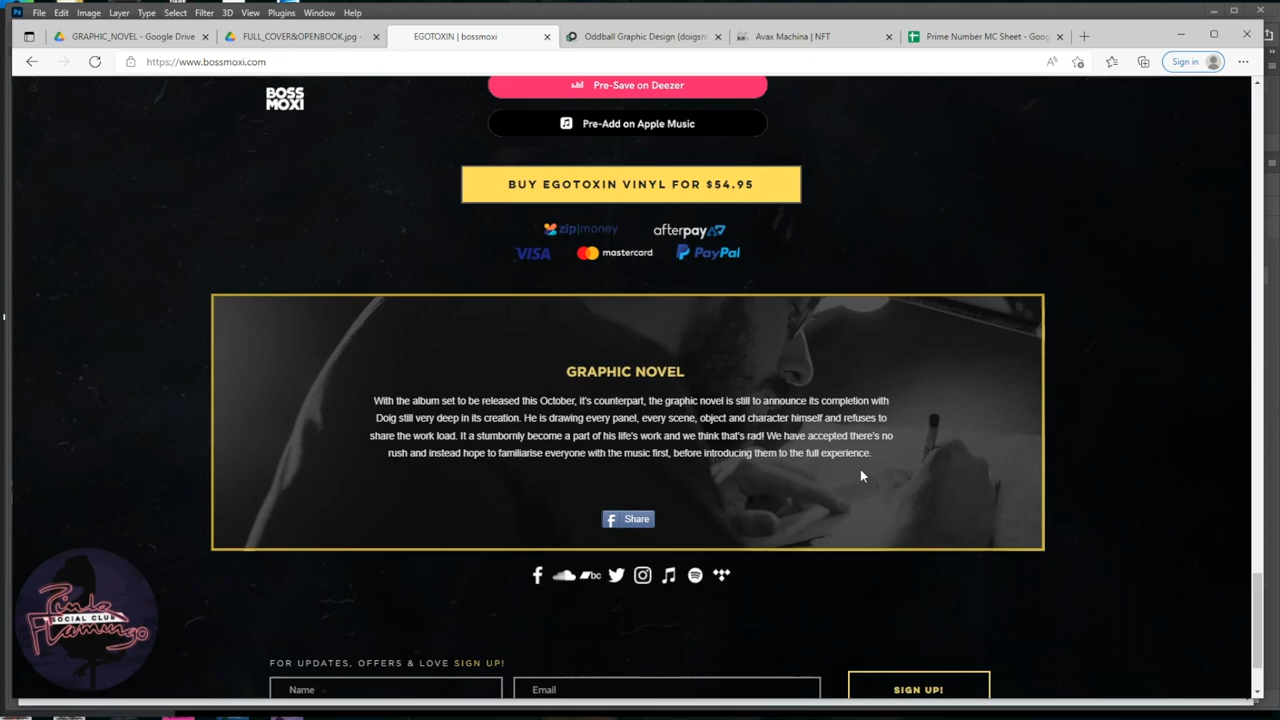 Ps File Edit Image Layer Type Select Filter 3D View Plugins Window Help
GRAPHIC_NOVEL - Google Drive
FULL_COVER&OPENBOOK.jpg -
EGOTOXIN | bossmoxi
Oddball Graphic Design (doigsm
Avax Machina | NFT
Prime Number MC Sheet - Goog
https://www.bossmoxi.com
Sign in
BOSS
MOXI
Pre-Save on Deezer
Pre-Add on Apple Music
BUY EGOTOXIN VINYL FOR $54.95
zip|money afterpay
VISA mastercard PayPal
GRAPHIC NOVEL
With the album set to be released this October, it's counterpart, the graphic novel is still to announce its completion with
Doig still very deep in its creation. He is drawing every panel, every scene, object and character himself and refuses to
share the work load. It a stumbornly become a part of his life's work and we think that's rad! We have accepted there's no
rush and instead hope to familiarise everyone with the music first, before introducing them to the full experience.
f Share
Pink
SOCIAL CLUB
Flamingo
FOR UPDATES, OFFERS & LOVE SIGN UP!
Name
Email
SIGN UP!